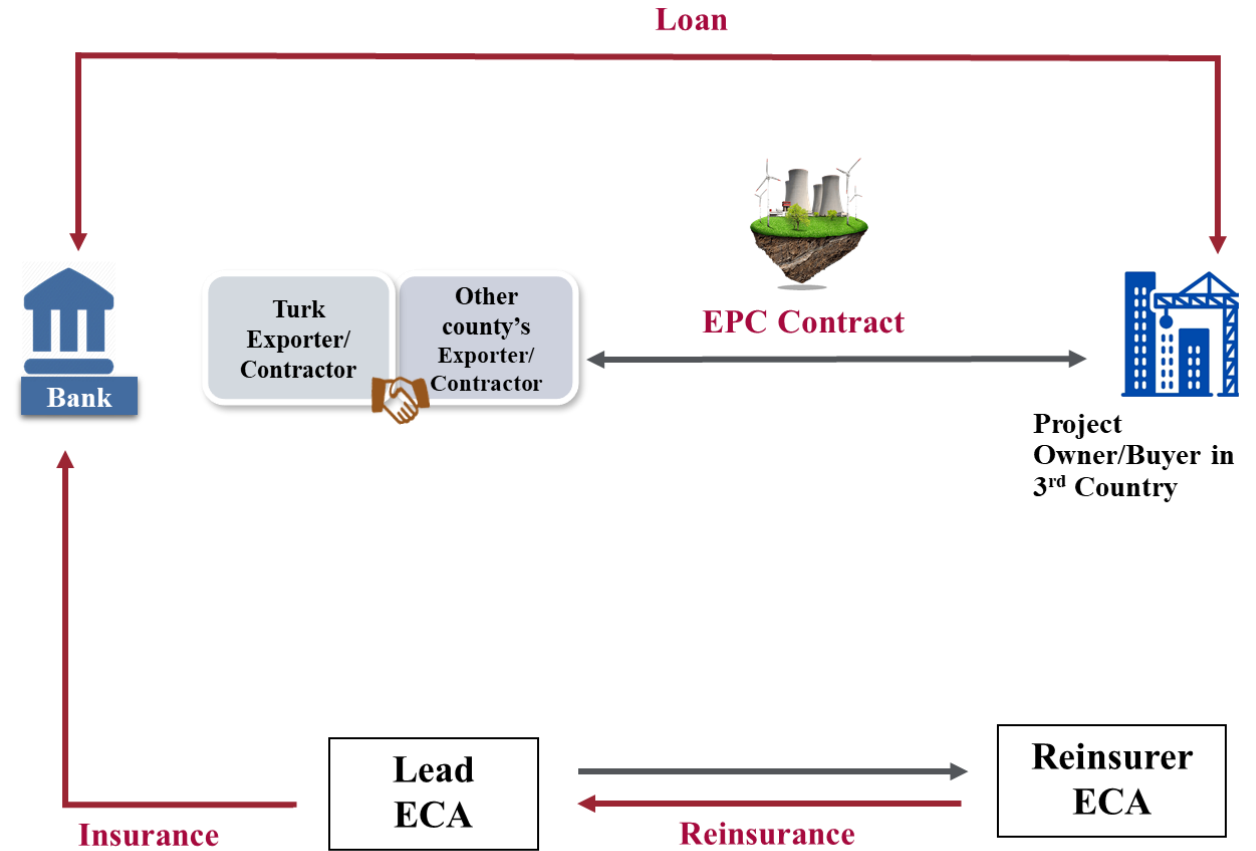 Loan
Turk
Exporter/
Contractor
Other
county's
Exporter/
Contractor
EPC Contract
Bank
Project
Owner/Buyer in
3rd Country
Lead
ECA
Reinsurer
ECA
Insurance
Reinsurance